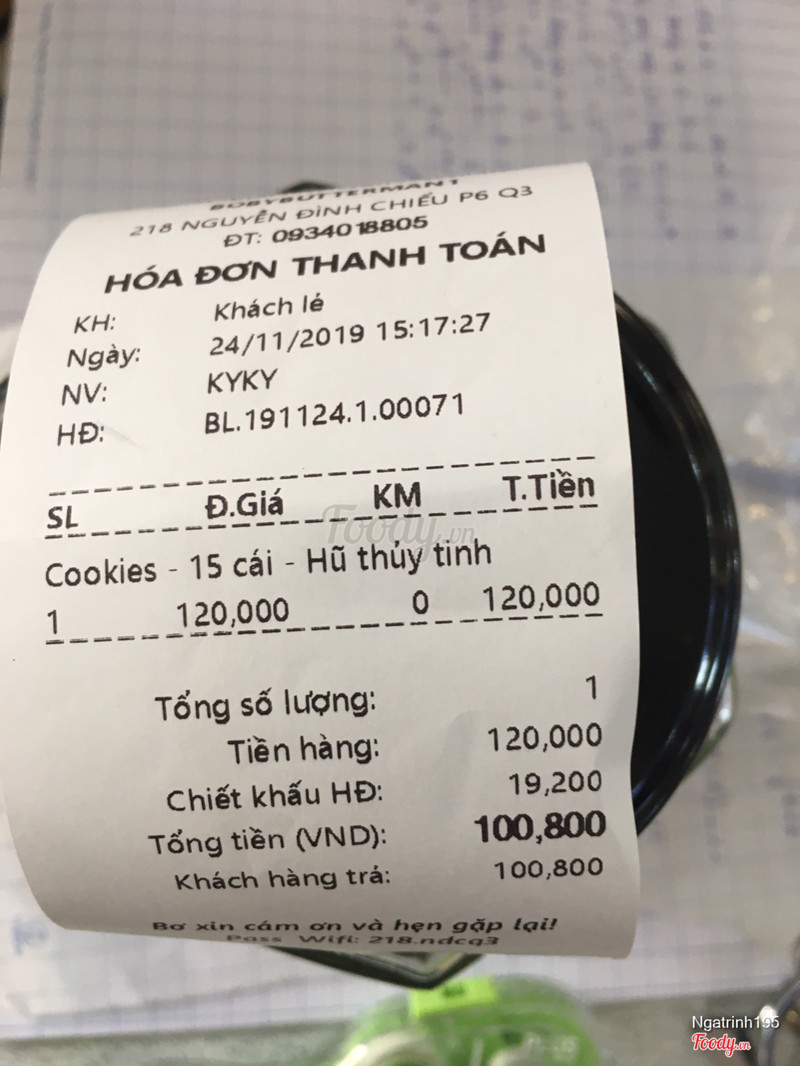 218 NGUYỄN ĐÌNH CHIỂU P6 Q3
ĐT: 0934018805
HÓA ĐƠN THANH TOÁN
KH: Khách lẻ
Ngày: 24/11/2019 15:17:27
NV: KYKY
HĐ: BL.191124.1.00071
SL Đ.Giá KM T.Tiền
Cookies - 15 cái - Hũ thủy tinh
1 120,000 0 120,000
Tổng số lượng: 1
Tiền hàng: 120,000
Chiết khấu HĐ: 19,200
Tổng tiền (VND): 100,800
Khách hàng trả: 100,800
Bơ xin cám ơn và hẹn gặp lại!
Pass Wifi: 218.ndcq3
Foody.vn
Ngatrinh195
Foody.vn